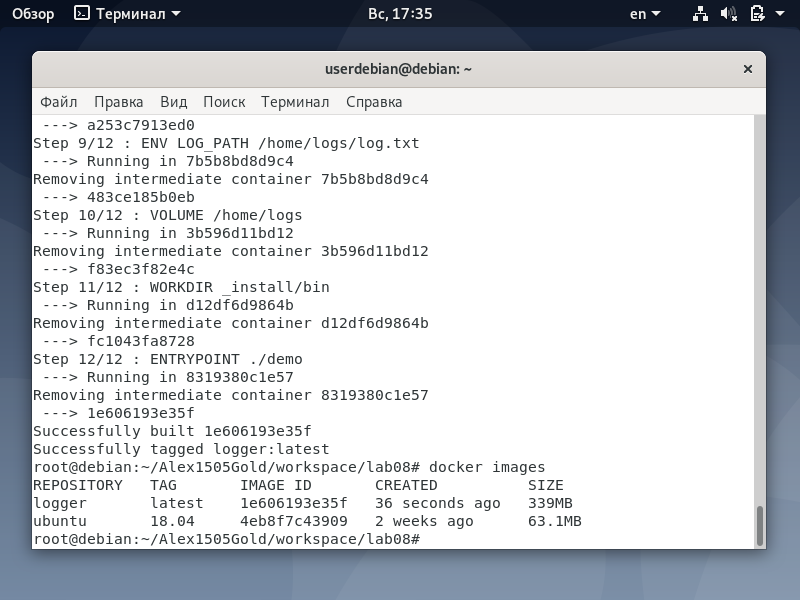 Обзор Терминал Вс, 17:35 en
userdebian@debian: ~ ×
Файл Правка Вид Поиск Терминал Справка
 ---> a253c7913ed0
Step 9/12 : ENV LOG_PATH /home/logs/log.txt
 ---> Running in 7b5b8bd8d9c4
Removing intermediate container 7b5b8bd8d9c4
 ---> 483ce185b0eb
Step 10/12 : VOLUME /home/logs
 ---> Running in 3b596d11bd12
Removing intermediate container 3b596d11bd12
 ---> f83ec3f82e4c
Step 11/12 : WORKDIR _install/bin
 ---> Running in d12df6d9864b
Removing intermediate container d12df6d9864b
 ---> fc1043fa8728
Step 12/12 : ENTRYPOINT ./demo
 ---> Running in 8319380c1e57
Removing intermediate container 8319380c1e57
 ---> 1e606193e35f
Successfully built 1e606193e35f
Successfully tagged logger:latest
root@debian:~/Alex1505Gold/workspace/lab08# docker images
REPOSITORY   TAG       IMAGE ID       CREATED          SIZE
logger       latest    1e606193e35f   36 seconds ago   339MB
ubuntu       18.04     4eb8f7c43909   2 weeks ago      63.1MB
root@debian:~/Alex1505Gold/workspace/lab08#